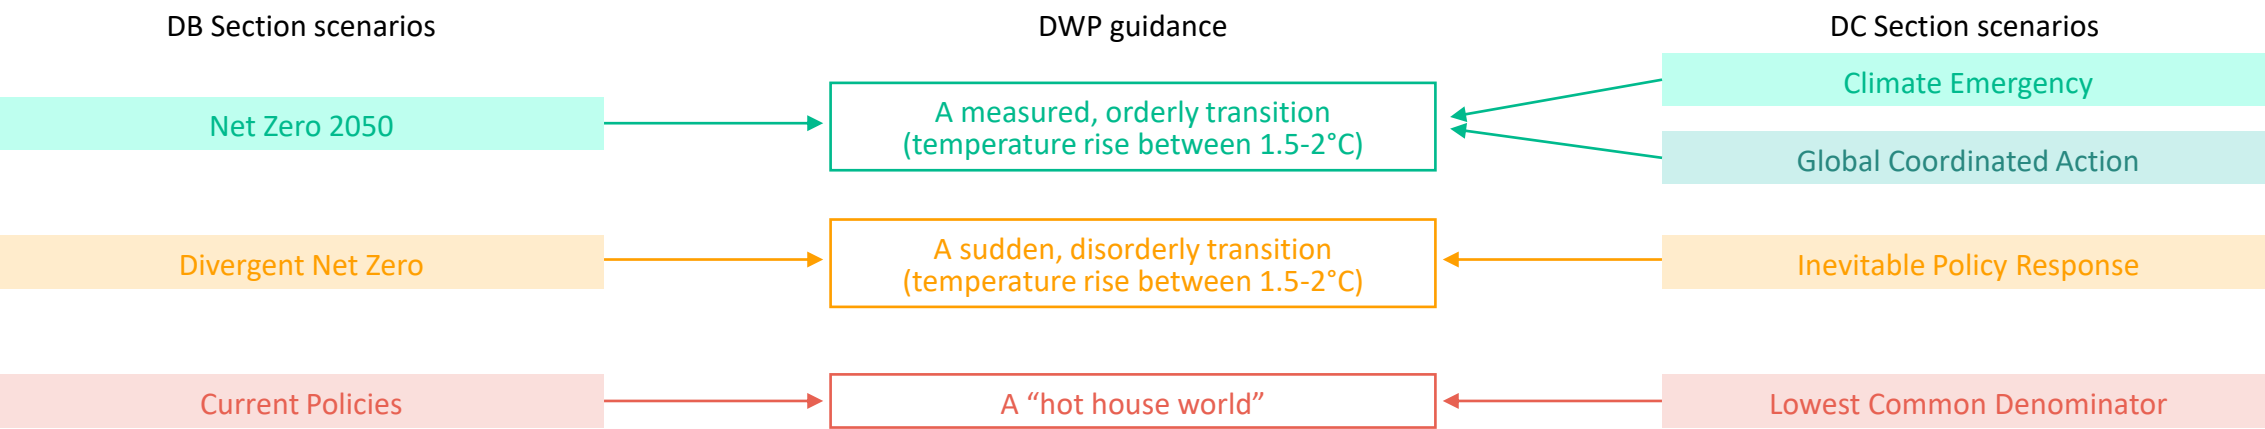 DB Section scenarios
DWP guidance
DC Section scenarios
Net Zero 2050
A measured, orderly transition
(temperature rise between 1.5-2°C)
Climate Emergency
Global Coordinated Action
Divergent Net Zero
A sudden, disorderly transition
(temperature rise between 1.5-2°C)
Inevitable Policy Response
Current Policies
A “hot house world”
Lowest Common Denominator